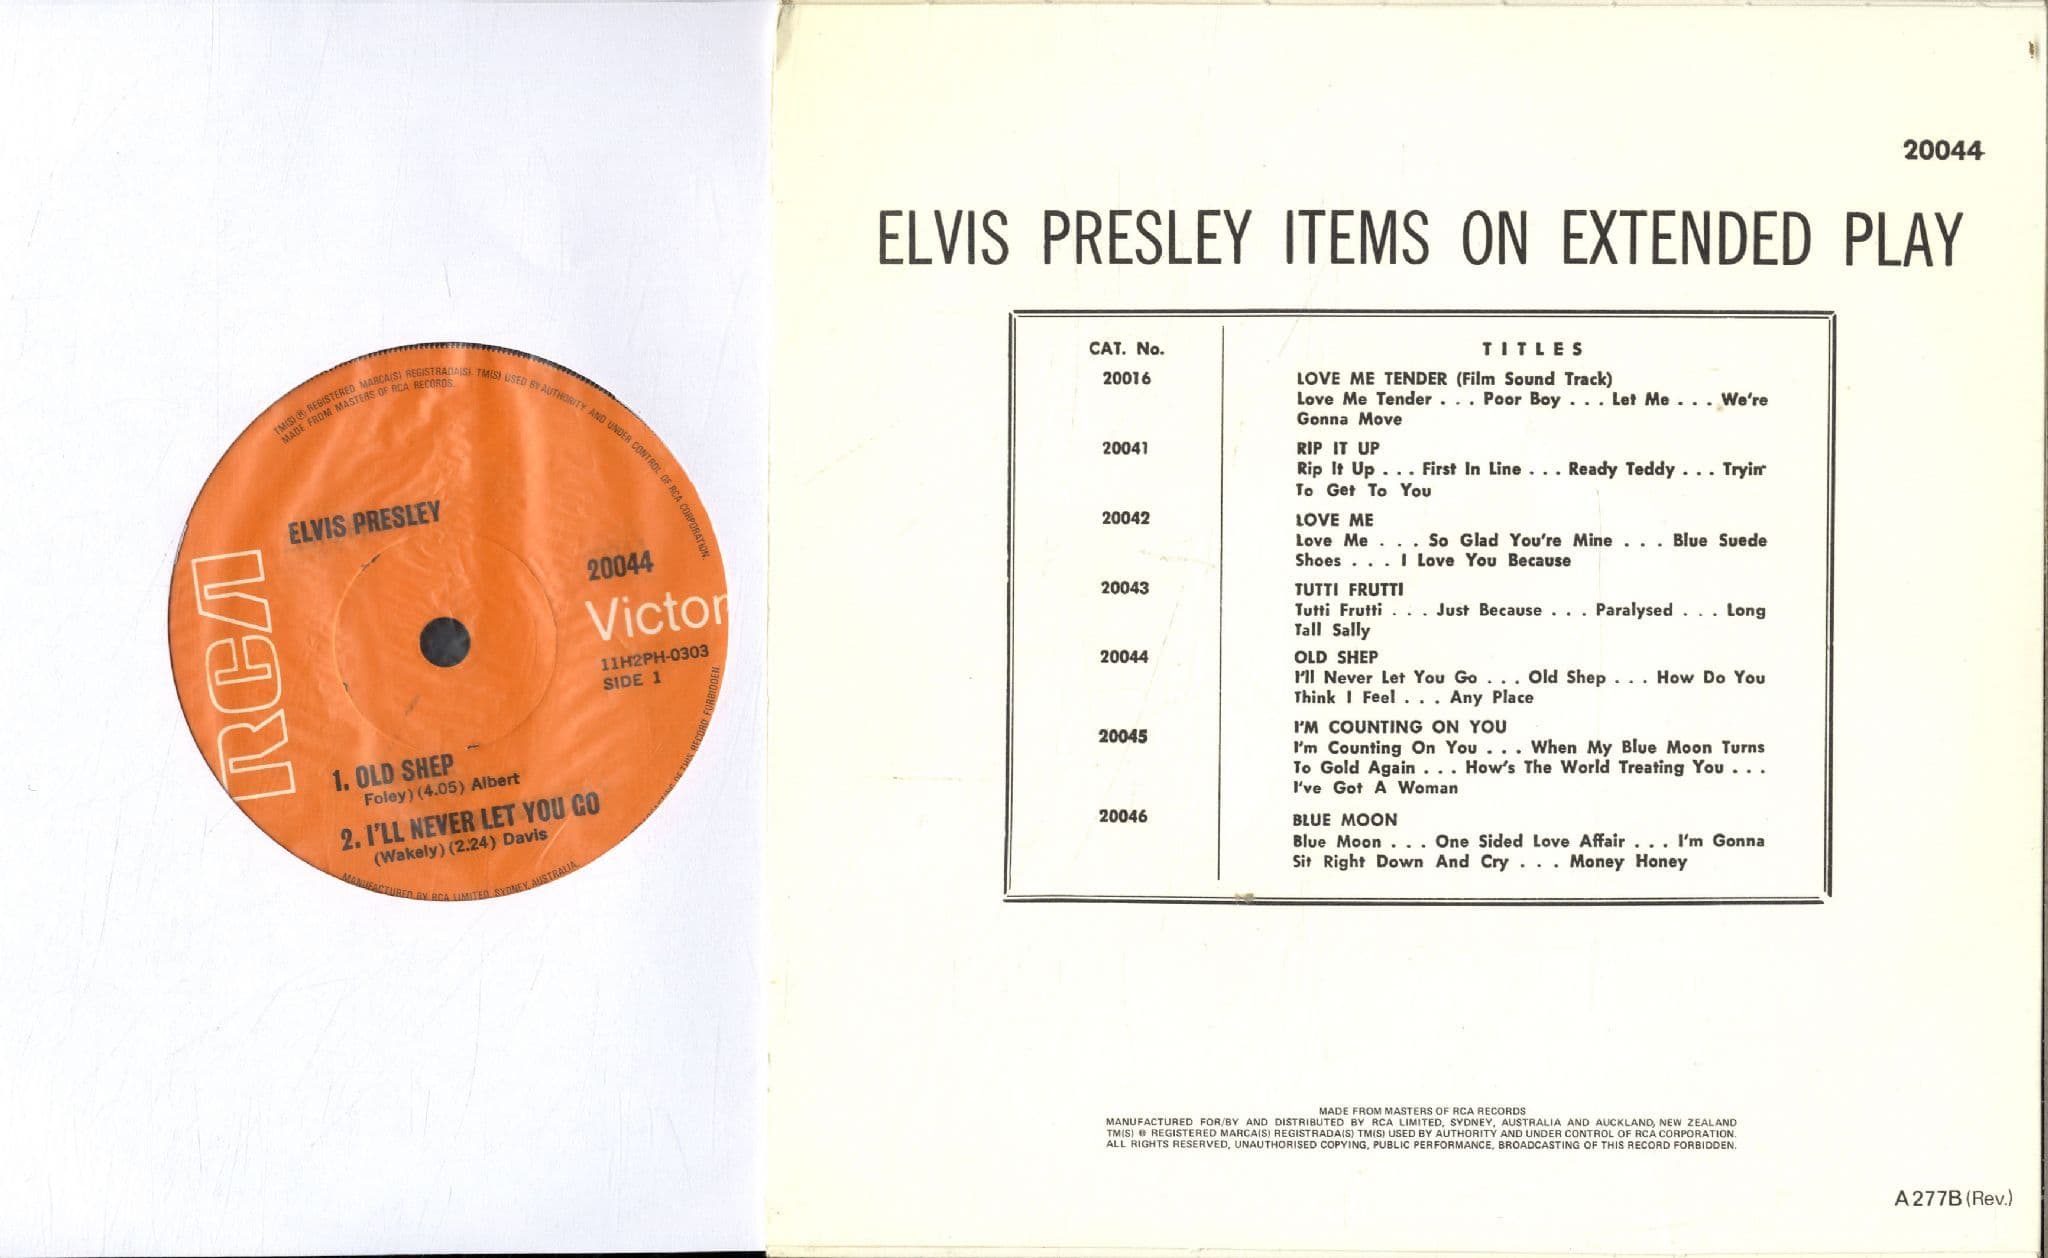 TM(S) ® REGISTERED MARCA(S) REGISTRADA(S). TM(S) USED BY AUTHORITY AND UNDER CONTROL OF RCA CORPORATION.
MADE FROM MASTERS OF RCA RECORDS.
ELVIS PRESLEY
RCA
20044
Victor
11H2PH-0303
SIDE 1
1. OLD SHEP
Foley) (4.05) Albert
2. I'LL NEVER LET YOU GO
(Wakely) (2.24) Davis
MANUFACTURED BY RCA LIMITED, SYDNEY, AUSTRALIA.
OF THIS RECORD FORBIDDEN
20044
ELVIS PRESLEY ITEMS ON EXTENDED PLAY
CAT. No. TITLES
20016 LOVE ME TENDER (Film Sound Track)
Love Me Tender . . . Poor Boy . . . Let Me . . . We're
Gonna Move
20041 RIP IT UP
Rip It Up . . . First In Line . . . Ready Teddy . . . Tryin'
To Get To You
20042 LOVE ME
Love Me . . . So Glad You're Mine . . . Blue Suede
Shoes . . . I Love You Because
20043 TUTTI FRUTTI
Tutti Frutti . . . Just Because . . . Paralysed . . . Long
Tall Sally
20044 OLD SHEP
I'll Never Let You Go . . . Old Shep . . . How Do You
Think I Feel . . . Any Place
20045 I'M COUNTING ON YOU
I'm Counting On You . . . When My Blue Moon Turns
To Gold Again . . . How's The World Treating You . . .
I've Got A Woman
20046 BLUE MOON
Blue Moon . . . One Sided Love Affair . . . I'm Gonna
Sit Right Down And Cry . . . Money Honey
MADE FROM MASTERS OF RCA RECORDS
MANUFACTURED FOR/BY AND DISTRIBUTED BY RCA LIMITED, SYDNEY, AUSTRALIA AND AUCKLAND, NEW ZEALAND
TM(S) ® REGISTERED MARCA(S) REGISTRADA(S) TM(S) USED BY AUTHORITY AND UNDER CONTROL OF RCA CORPORATION.
ALL RIGHTS RESERVED, UNAUTHORISED COPYING, PUBLIC PERFORMANCE, BROADCASTING OF THIS RECORD FORBIDDEN.
A277B (Rev.)